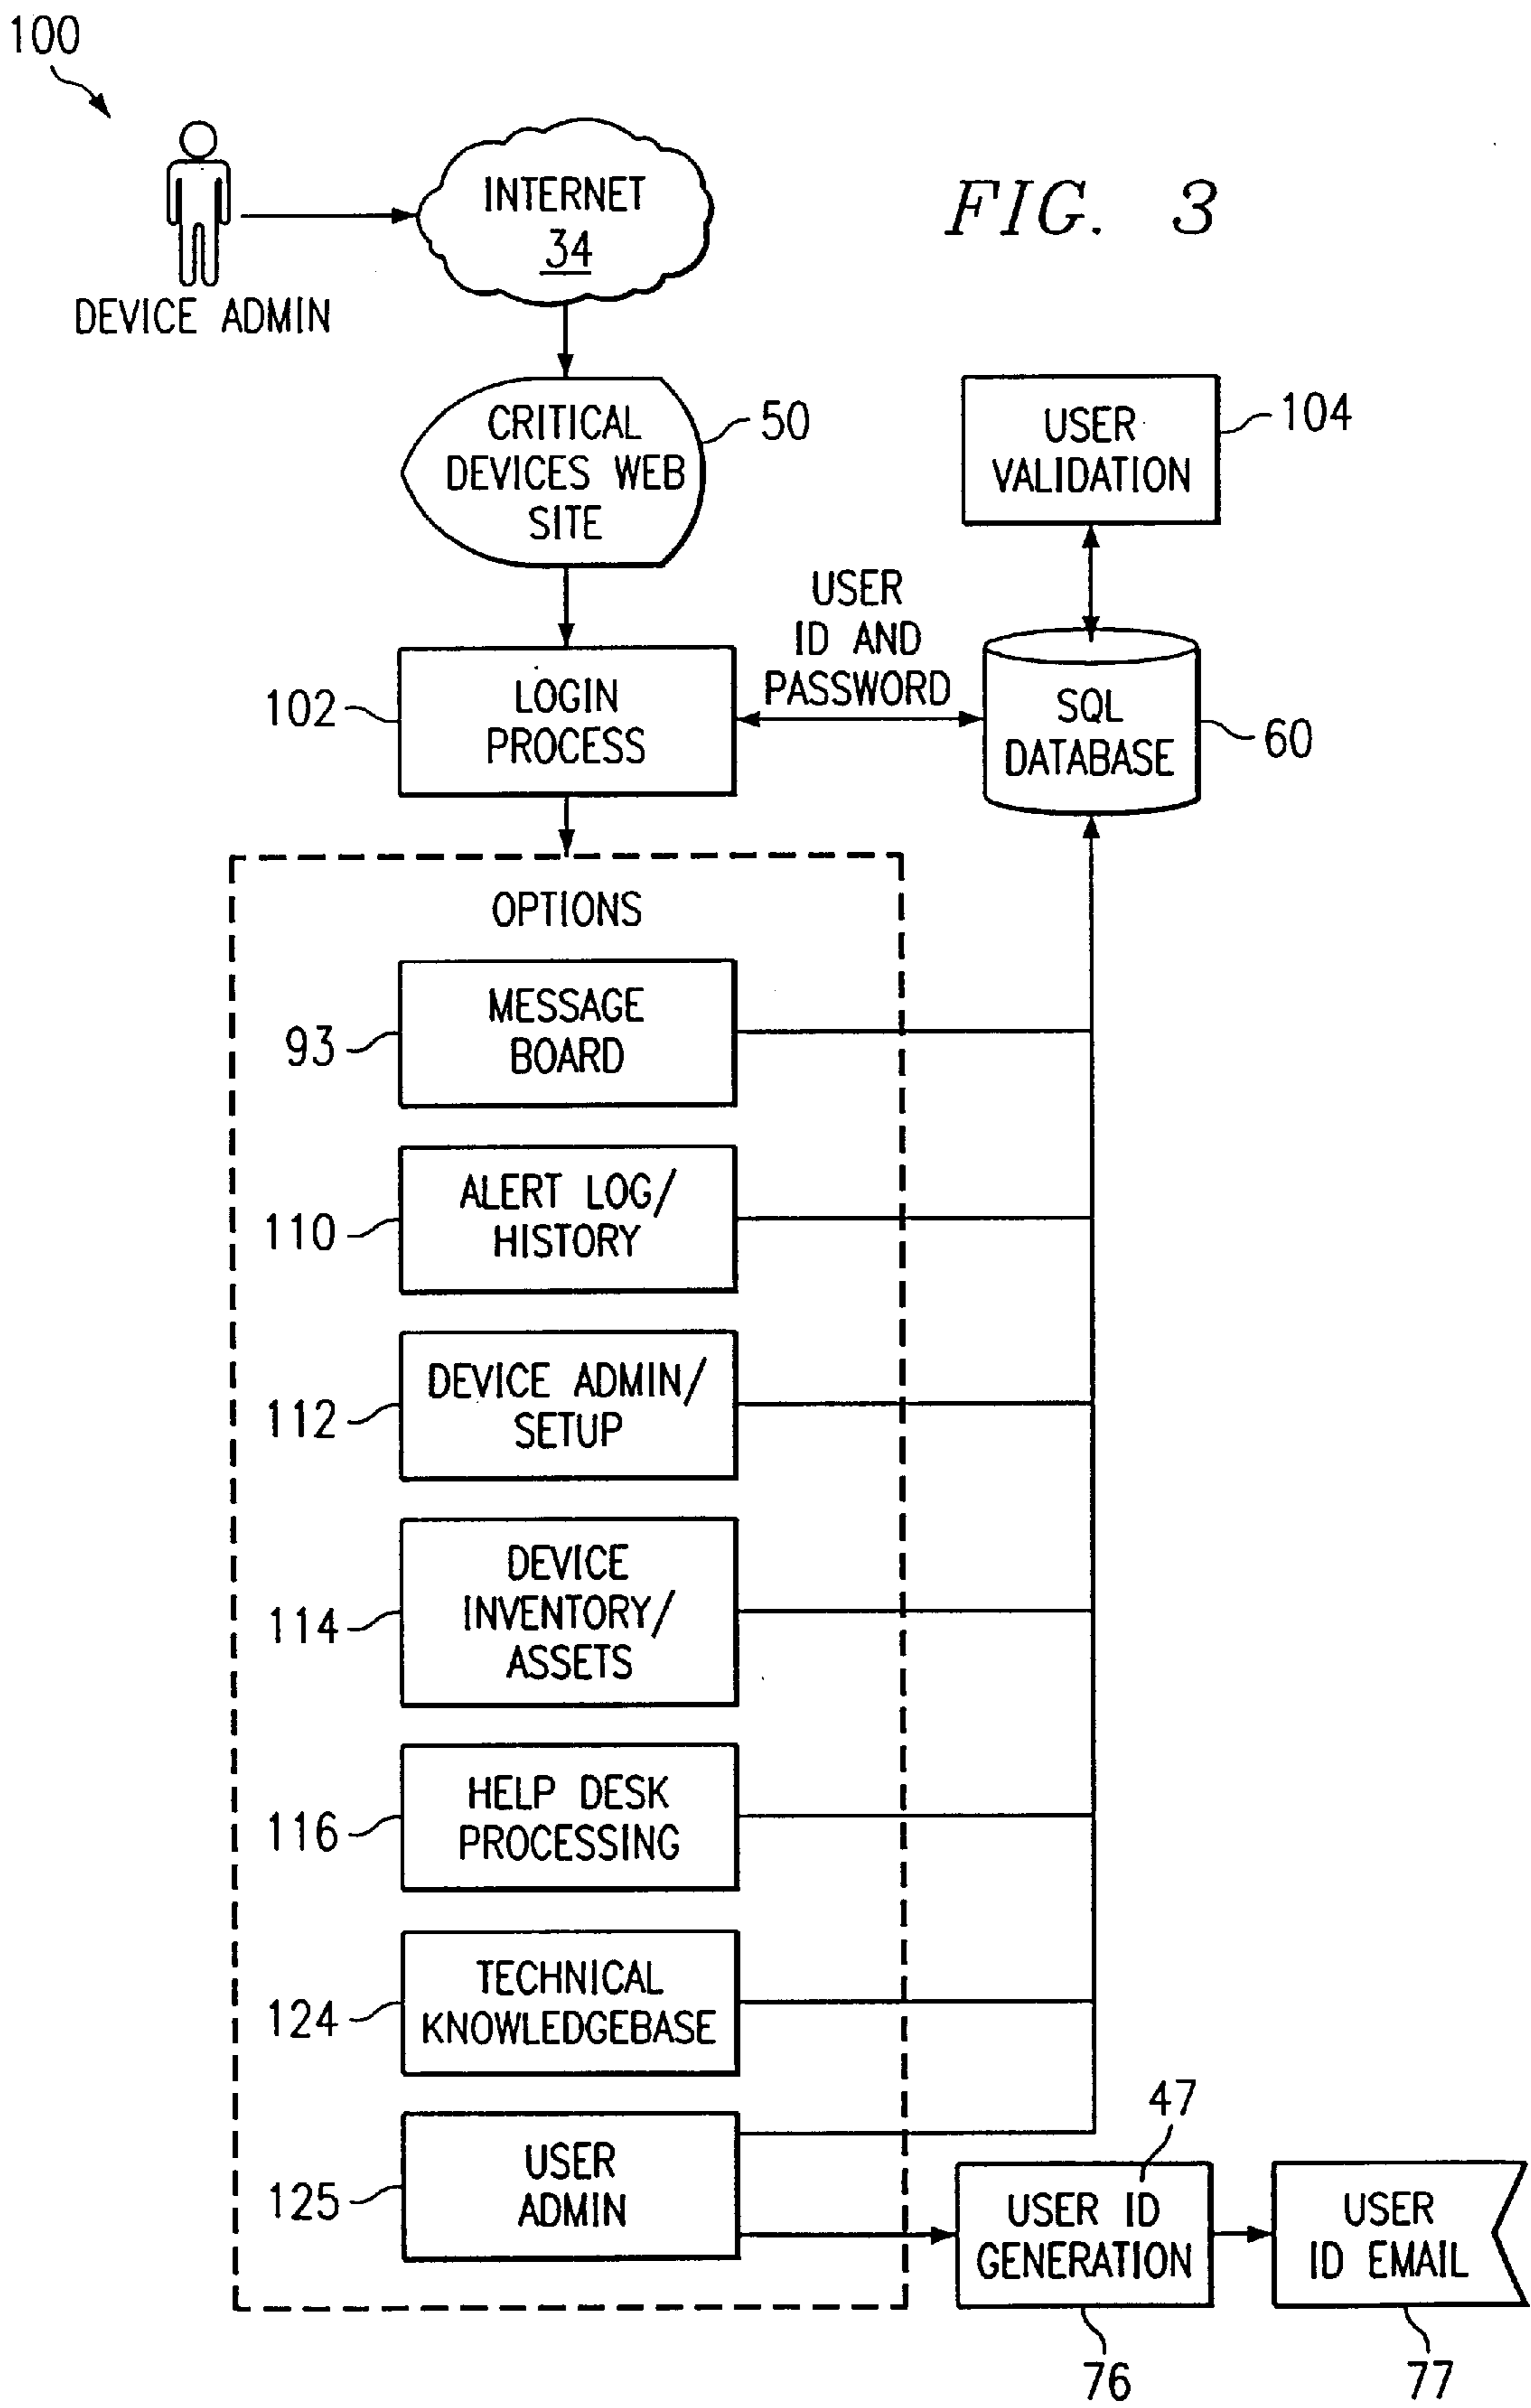 100
INTERNET
34
FIG. 3
DEVICE ADMIN
CRITICAL
DEVICES WEB
SITE
50
USER
VALIDATION
104
USER
ID AND
PASSWORD
102
LOGIN
PROCESS
SQL
DATABASE
60
OPTIONS
MESSAGE
BOARD
93
ALERT LOG/
HISTORY
110
DEVICE ADMIN/
SETUP
112
DEVICE
INVENTORY/
ASSETS
114
HELP DESK
PROCESSING
116
TECHNICAL
KNOWLEDGEBASE
124
USER
ADMIN
125
47
USER ID
GENERATION
76
USER
ID EMAIL
77